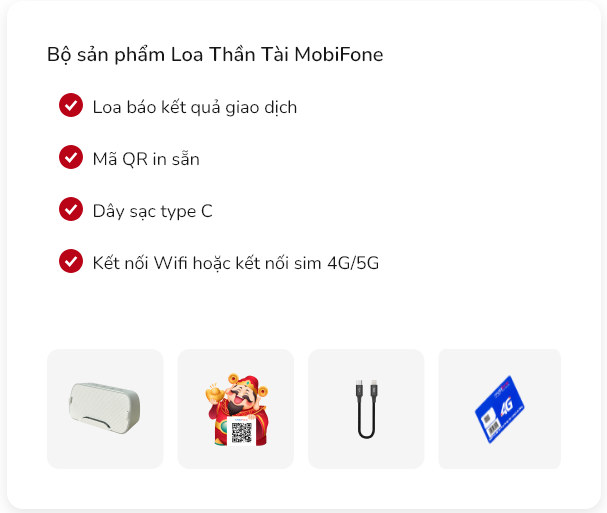 Bộ sản phẩm Loa Thần Tài MobiFone
Loa báo kết quả giao dịch
Mã QR in sẵn
Dây sạc type C
Kết nối Wifi hoặc kết nối sim 4G/5G
4G